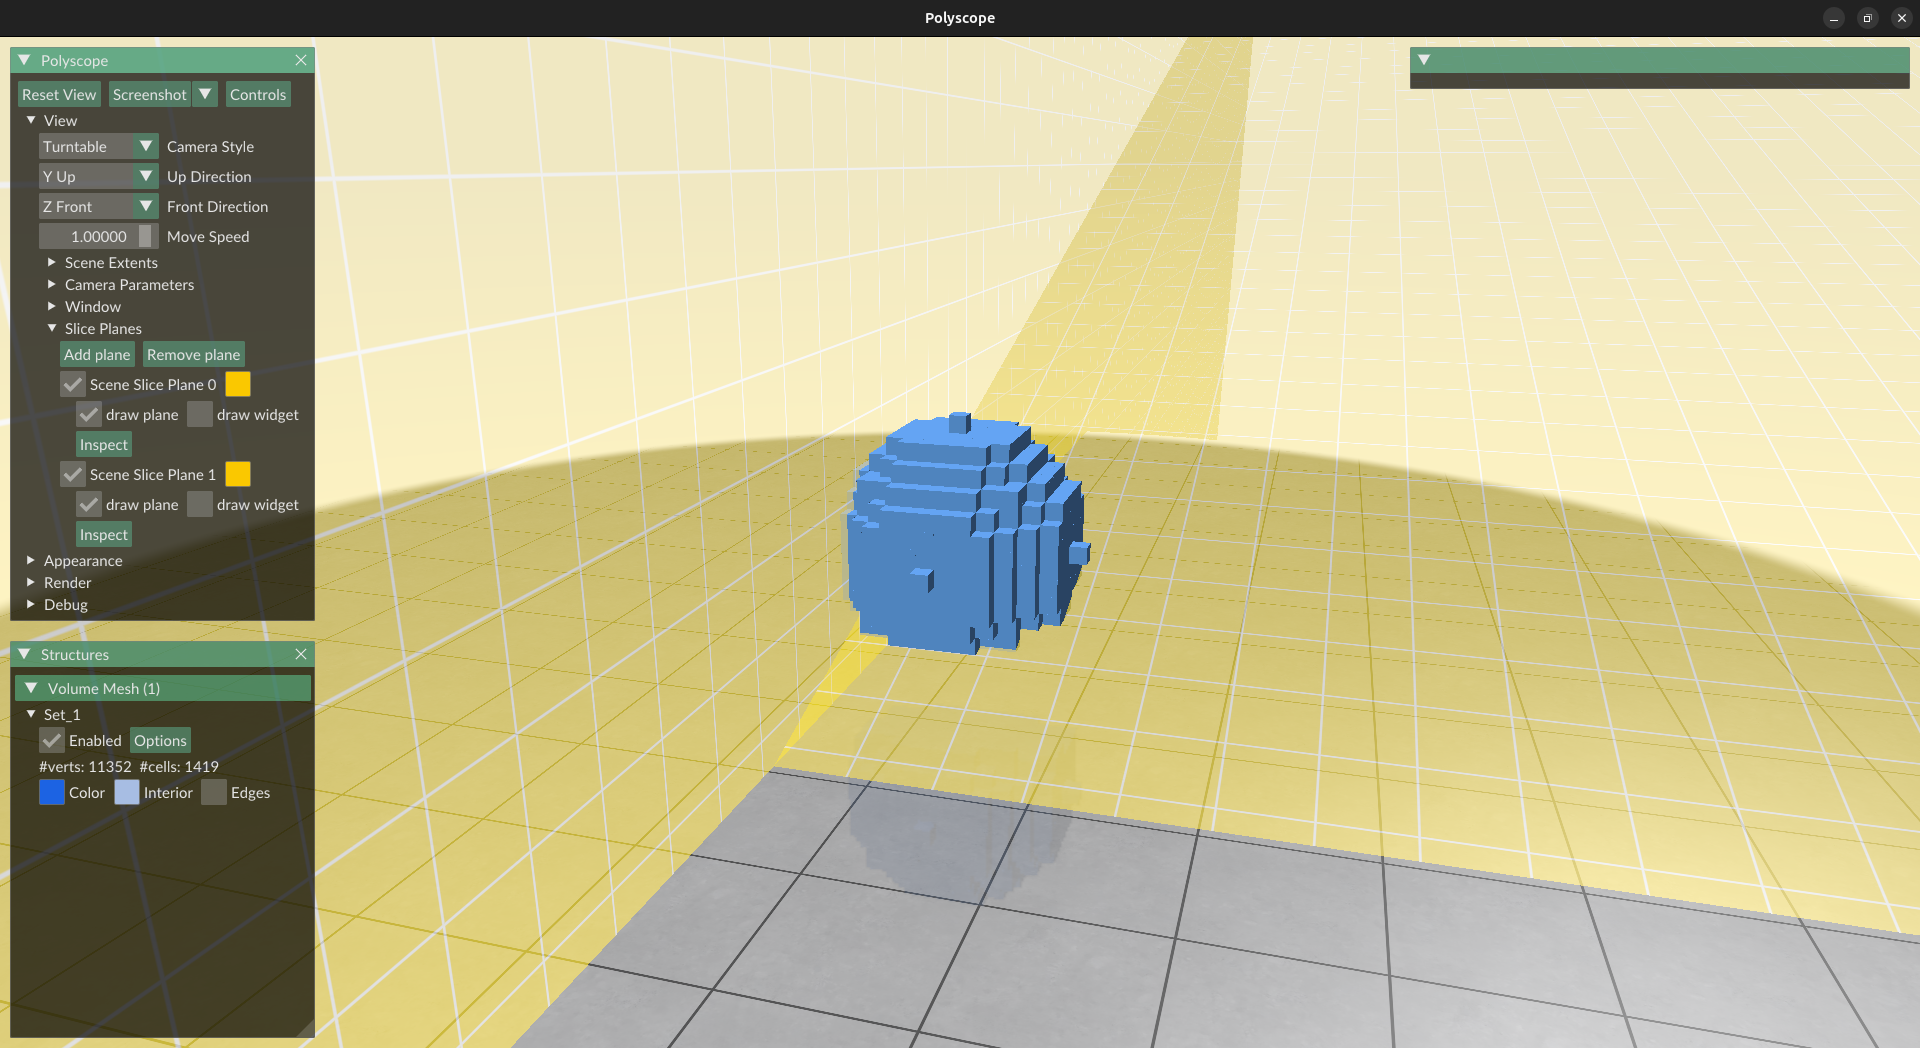 Polyscope
Polyscope
Reset View Screenshot Controls
View
Turntable Camera Style
Y Up Up Direction
Z Front Front Direction
1.00000 Move Speed
Scene Extents
Camera Parameters
Window
Slice Planes
Add plane Remove plane
Scene Slice Plane 0
draw plane draw widget
Inspect
Scene Slice Plane 1
draw plane draw widget
Inspect
Appearance
Render
Debug
Structures
Volume Mesh (1)
Set_1
Enabled Options
#verts: 11352 #cells: 1419
Color Interior Edges